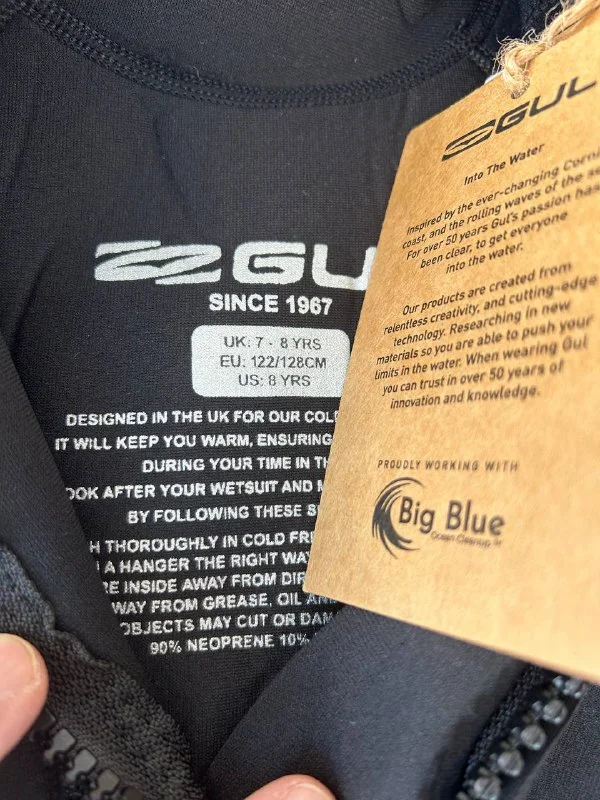 GU
SINCE 1967
UK: 7 - 8 YRS
EU: 122/128CM
US: 8 YRS
DESIGNED IN THE UK FOR OUR COL
IT WILL KEEP YOU WARM, ENSURING
DURING YOUR TIME IN TH
OOK AFTER YOUR WETSUIT AND M
BY FOLLOWING THESE S
H THOROUGHLY IN COLD FRE
A HANGER THE RIGHT WAY
RE INSIDE AWAY FROM DIR
WAY FROM GREASE, OIL AN
OBJECTS MAY CUT OR DAM
90% NEOPRENE 10%
GUL
Into The Water
Inspired by the ever-changing Corni
coast, and the rolling waves of the se
For over 50 years Gul's passion has
been clear, to get everyone
into the water.
Our products are created from
relentless creativity, and cutting-edge
technology. Researching in new
materials so you are able to push your
limits in the water. When wearing Gul
you can trust in over 50 years of
innovation and knowledge.
PROUDLY WORKING WITH
Big Blue
Ocean Cleanup